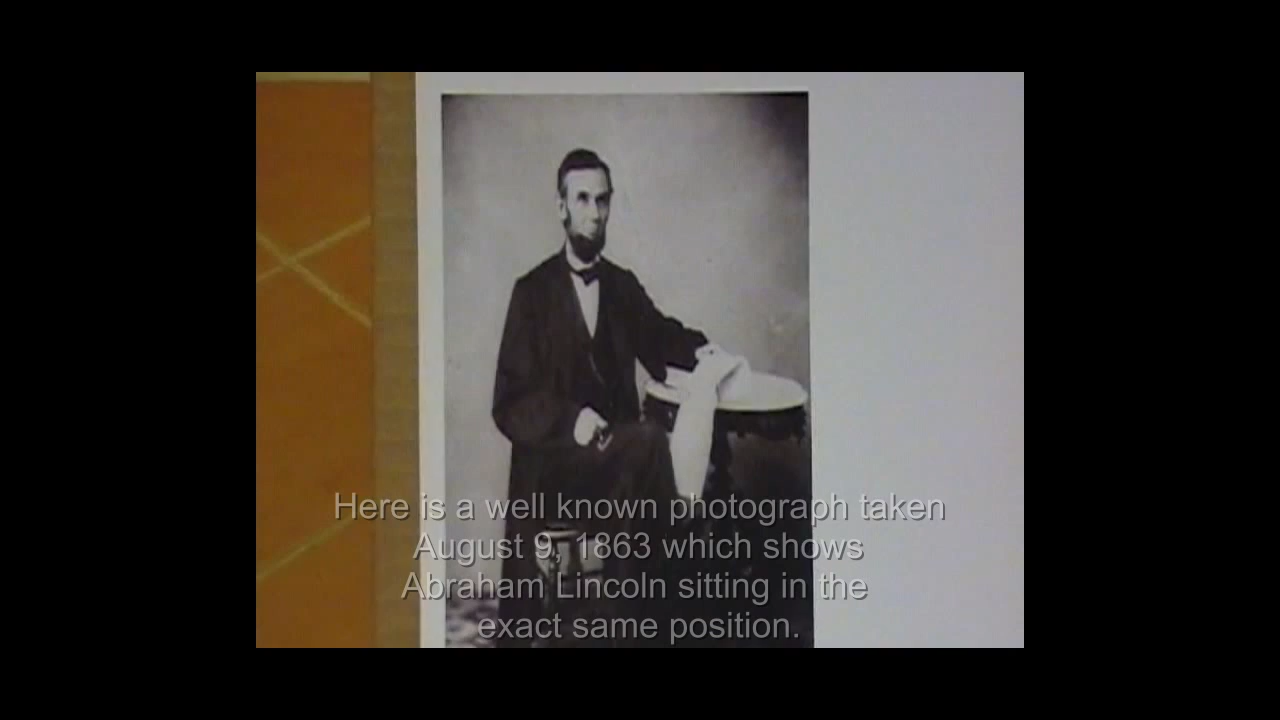 Here is a well known photograph taken
August 9, 1863 which shows
Abraham Lincoln sitting in the
exact same position.